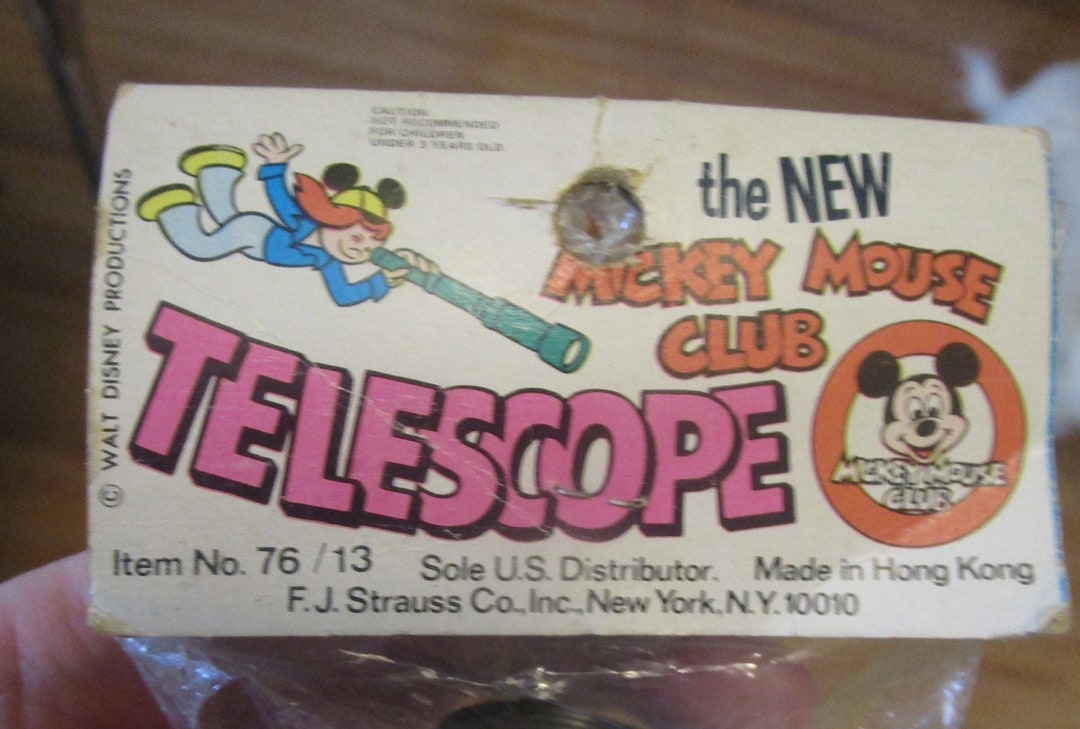 CAUTION
NOT RECOMMENDED
FOR CHILDREN
UNDER 3 YEARS OLD
the NEW
MICKEY MOUSE
CLUB
TELESCOPE
MICKEY MOUSE
CLUB
© WALT DISNEY PRODUCTIONS
Item No. 76 / 13 Sole U.S. Distributor. Made in Hong Kong
F.J. Strauss Co., Inc., New York, N.Y. 10010